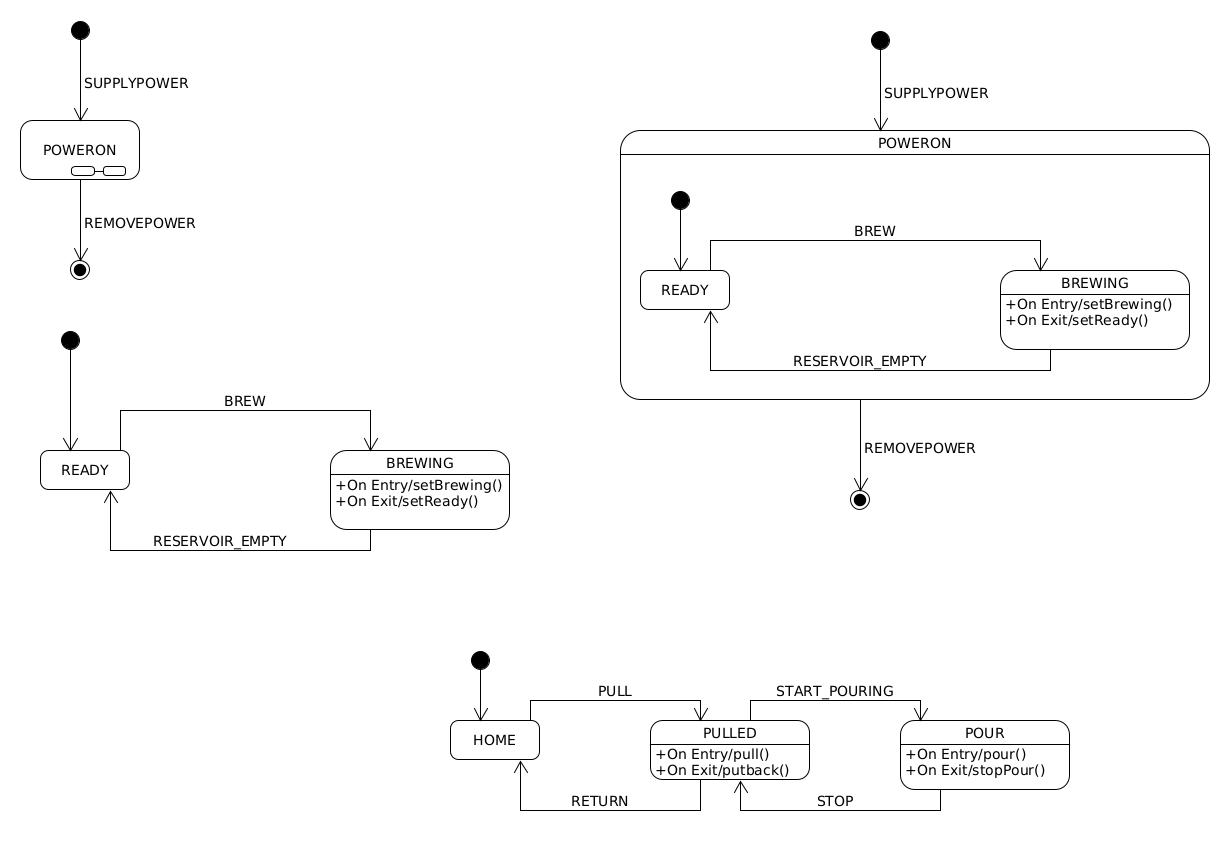 SUPPLYPOWER
POWERON
REMOVEPOWER
BREW
READY
BREWING
+On Entry/setBrewing()
+On Exit/setReady()
RESERVOIR_EMPTY
SUPPLYPOWER
POWERON
BREW
READY
BREWING
+On Entry/setBrewing()
+On Exit/setReady()
RESERVOIR_EMPTY
REMOVEPOWER
PULL
START_POURING
HOME
PULLED
+On Entry/pull()
+On Exit/putback()
POUR
+On Entry/pour()
+On Exit/stopPour()
RETURN
STOP